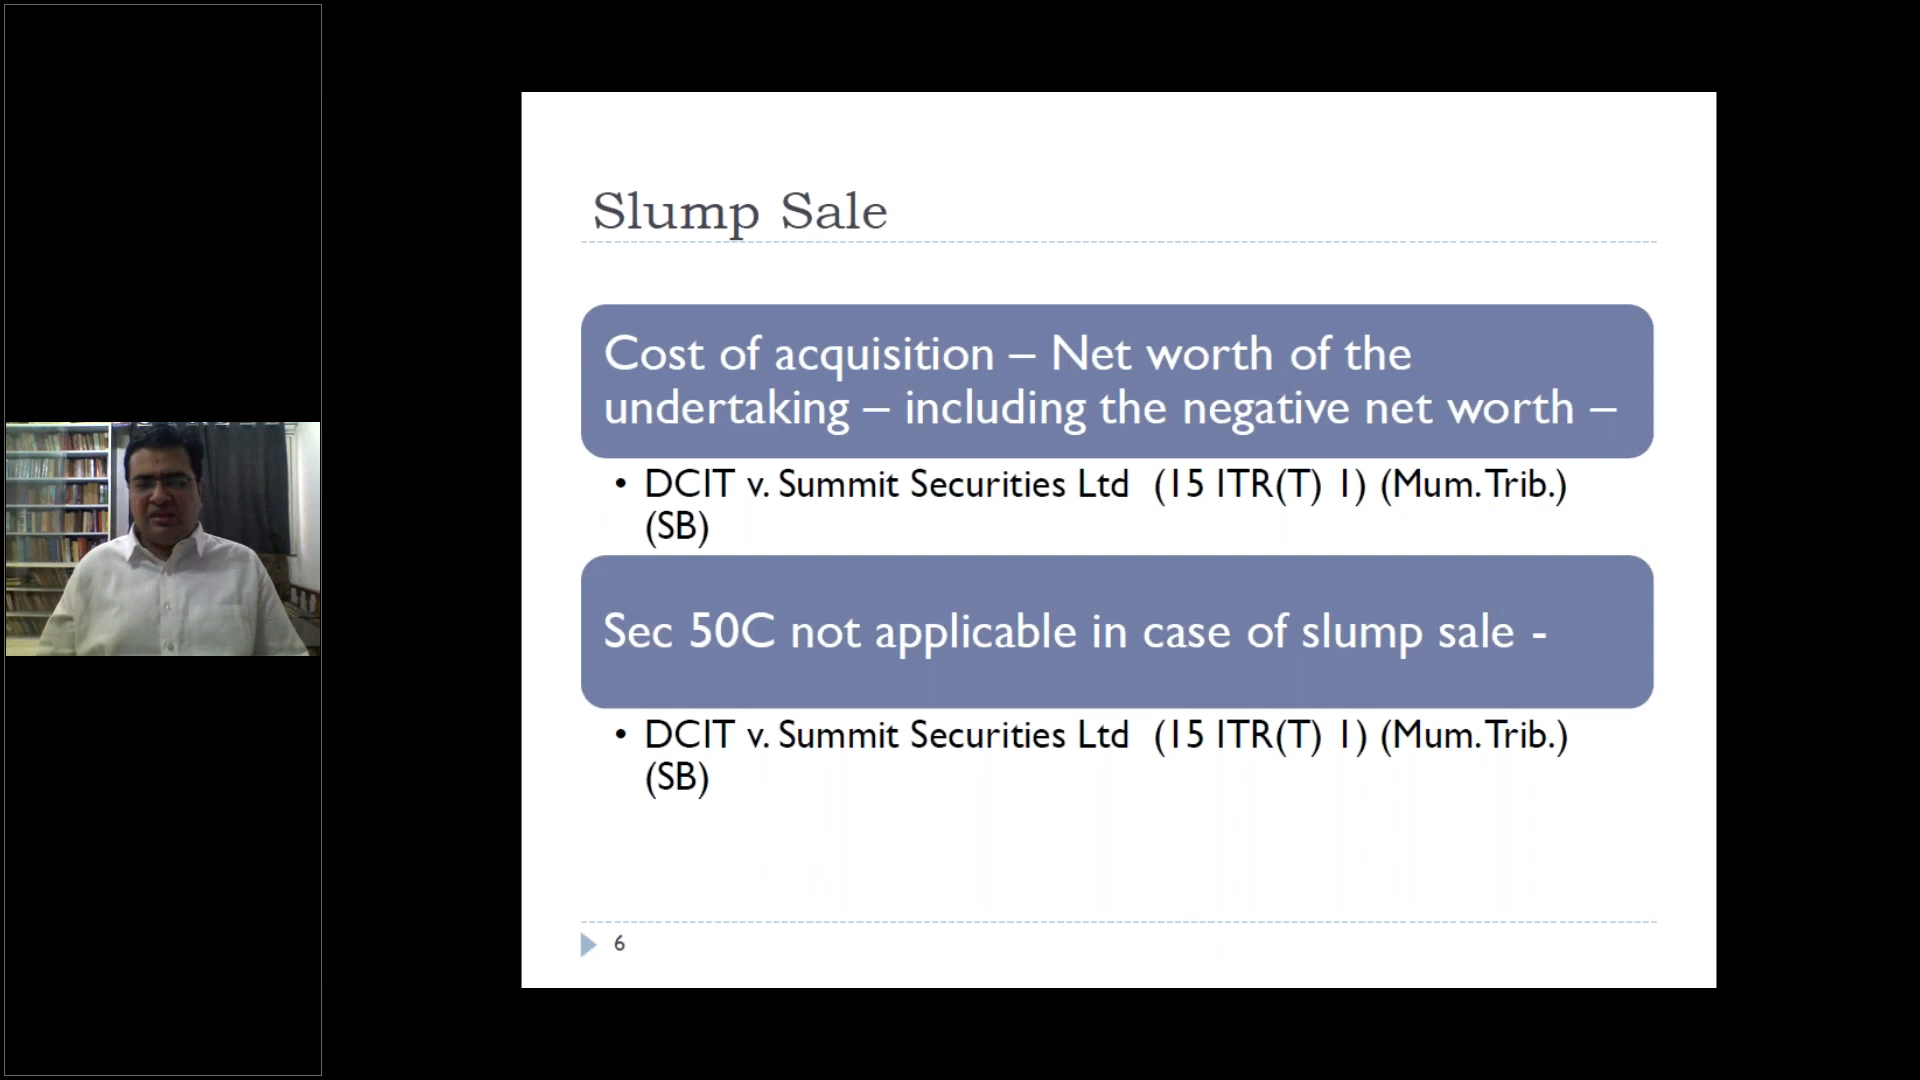 Slump Sale
Cost of acquisition – Net worth of the
undertaking – including the negative net worth –
• DCIT v. Summit Securities Ltd  (15 ITR(T) 1) (Mum. Trib.)
(SB)
Sec 50C not applicable in case of slump sale -
• DCIT v. Summit Securities Ltd  (15 ITR(T) 1) (Mum. Trib.)
(SB)
6